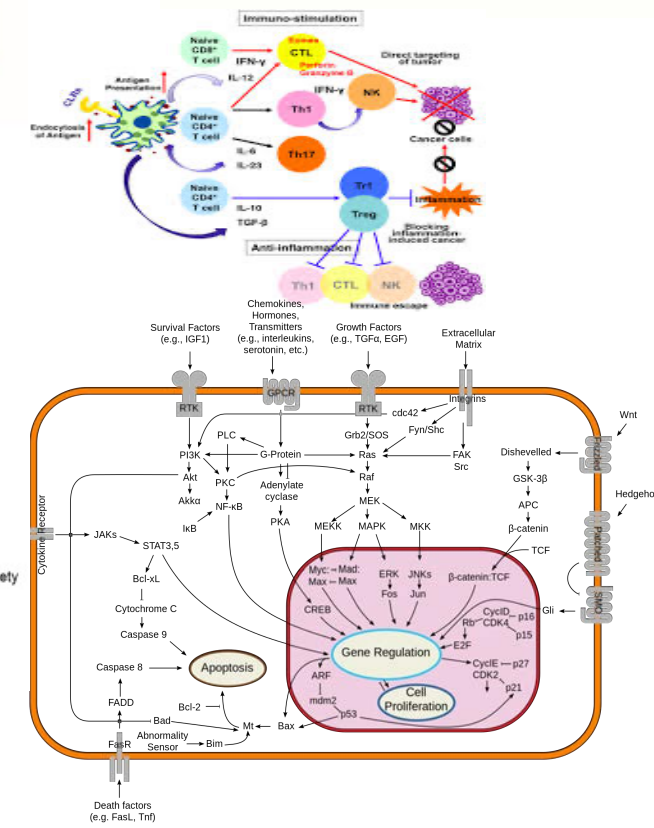 Immuno-stimulation
Naive
CD8⁺
T cell
IFN-γ
IL-12
Eomes
CTL
Perforin
Granzyme B
Direct targeting
of tumor
Antigen
Presentation
CLRs
Endocytosis
of Antigen
Naive
CD4⁺
T cell
Th1
IFN-γ
NK
Cancer cells
IL-6
IL-23
Th17
Naive
CD4⁺
T cell
IL-10
TGF-β
Tr1
Treg
Inflammation
Blocking
inflammation-
induced cancer
Anti-inflammation
Th1
CTL
NK
Immune escape
Survival Factors
(e.g., IGF1)
Chemokines,
Hormones,
Transmitters
(e.g., interleukins,
serotonin, etc.)
Growth Factors
(e.g., TGFα, EGF)
Extracellular
Matrix
RTK
GPCR
RTK
Integrins
cdc42
Wnt
PLC
Grb2/SOS
Fyn/Shc
Frizzled
PI3K
G-Protein
Ras
FAK
Src
Dishevelled
Akt
PKC
Adenylate
cyclase
Raf
GSK-3β
Akkα
NF-κB
MEK
APC
Hedgeho
IκB
PKA
MEKK
MAPK
MKK
β-catenin
Cytokine Receptor
JAKs
STAT3,5
TCF
Patched
ety
Bcl-xL
Myc:
Mad:
Max
Max
ERK
JNKs
β-catenin:TCF
Fos
Jun
SMO
Cytochrome C
CREB
CycID
p16
Gli
Rb
CDK4
p15
Caspase 9
E2F
Caspase 8
Apoptosis
Gene Regulation
CyclE
p27
CDK2
ARF
p21
FADD
Bcl-2
mdm2
Cell
Proliferation
Bad
Mt
Bax
p53
FasR
Abnormality
Sensor
Bim
Death factors
(e.g. FasL, Tnf)